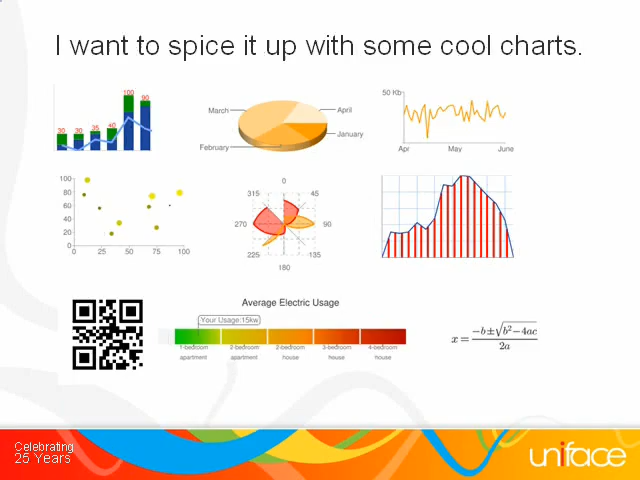 I want to spice it up with some cool charts.
30 30 35 40 100 90
March
April
January
February
50 Kb
Apr May June
100
80
60
40
20
0
0 25 50 75 100
0
315 45
270 90
225 135
180
Average Electric Usage
Your Usage:15kw
1-bedroom 2-bedroom 2-bedroom 3-bedroom 4-bedroom
apartment apartment house house house
x = −b±√b²−4ac
2a
Celebrating
25 Years
uniface